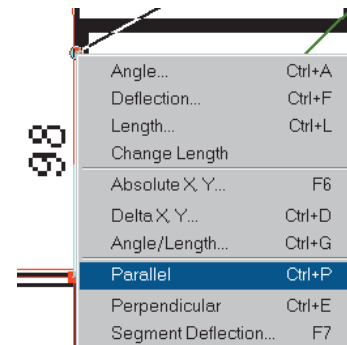 Angle... Ctrl+A
Deflection... Ctrl+F
Length... Ctrl+L
Change Length
Absolute X, Y... F6
Delta X, Y... Ctrl+D
Angle/Length... Ctrl+G
Parallel Ctrl+P
Perpendicular Ctrl+E
Segment Deflection... F7
98